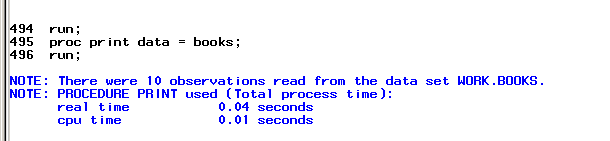 494  run;
495  proc print data = books;
496  run;
NOTE: There were 10 observations read from the data set WORK.BOOKS.
NOTE: PROCEDURE PRINT used (Total process time):
      real time           0.04 seconds
      cpu time            0.01 seconds